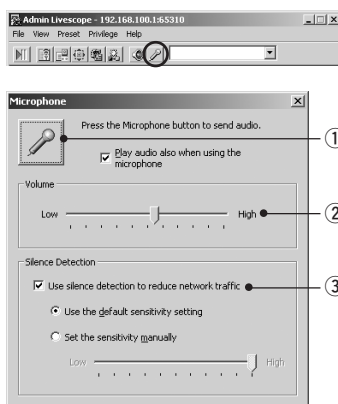 Admin Livescope - 192.168.100.1:65310
File View Preset Privilege Help
Microphone
Press the Microphone button to send audio.
Play audio also when using the
microphone
①
Volume
Low High
②
Silence Detection
Use silence detection to reduce network traffic
③
Use the default sensitivity setting
Set the sensitivity manually
Low High